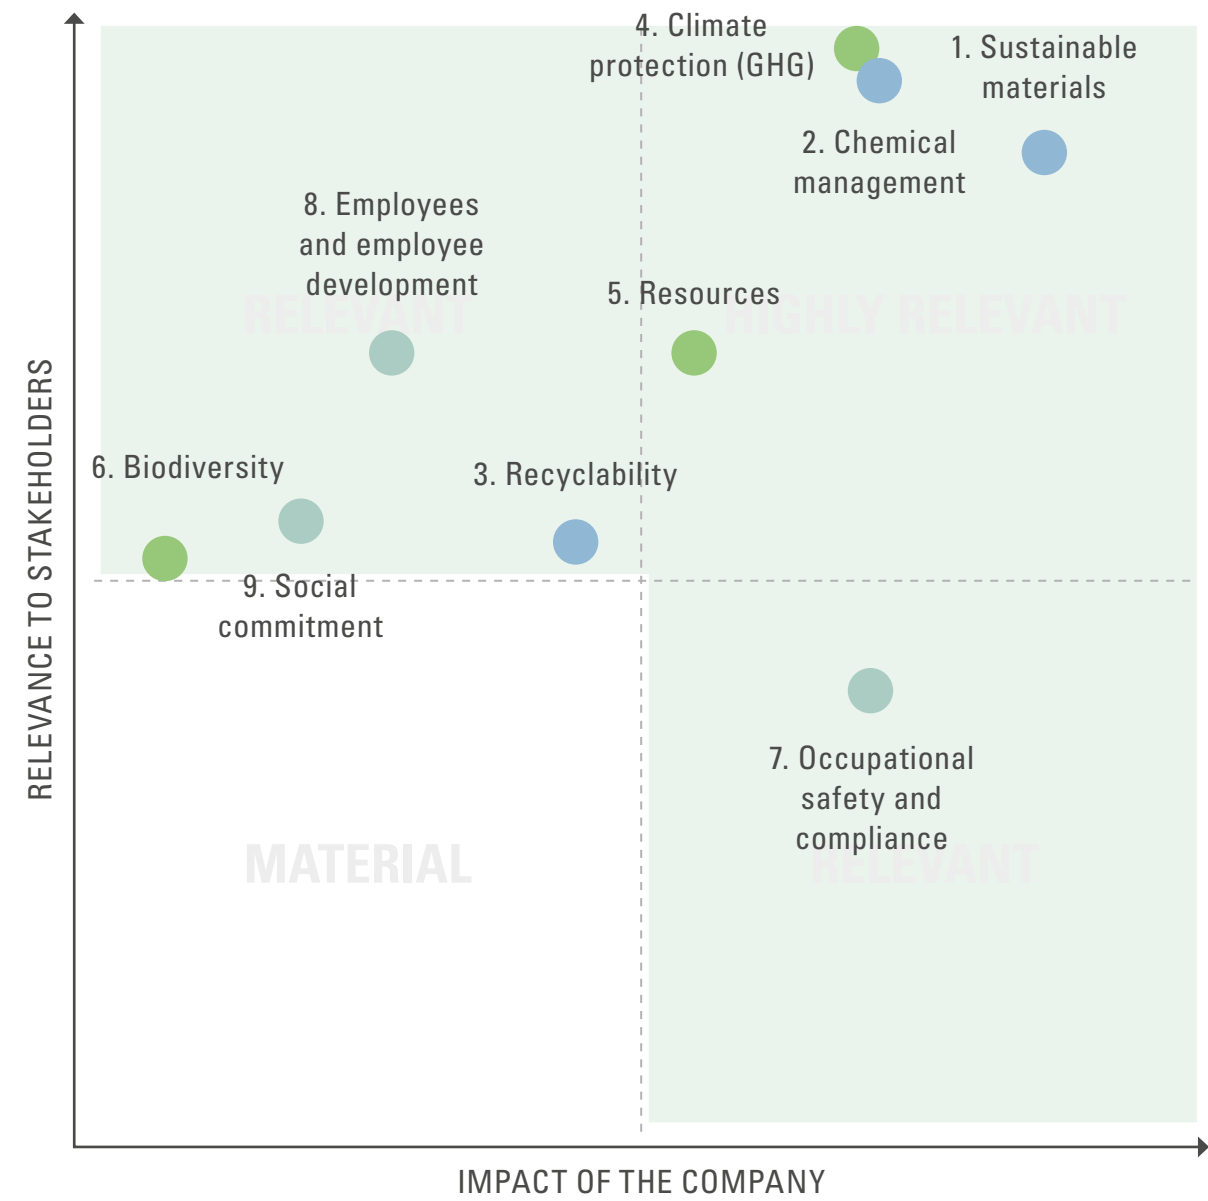 4. Climate
protection (GHG)
1. Sustainable
materials
2. Chemical
management
8. Employees
and employee
development
5. Resources
RELEVANT
HIGHLY RELEVANT
6. Biodiversity
3. Recyclability
9. Social
commitment
7. Occupational
safety and
compliance
MATERIAL
RELEVANT
RELEVANCE TO STAKEHOLDERS
IMPACT OF THE COMPANY